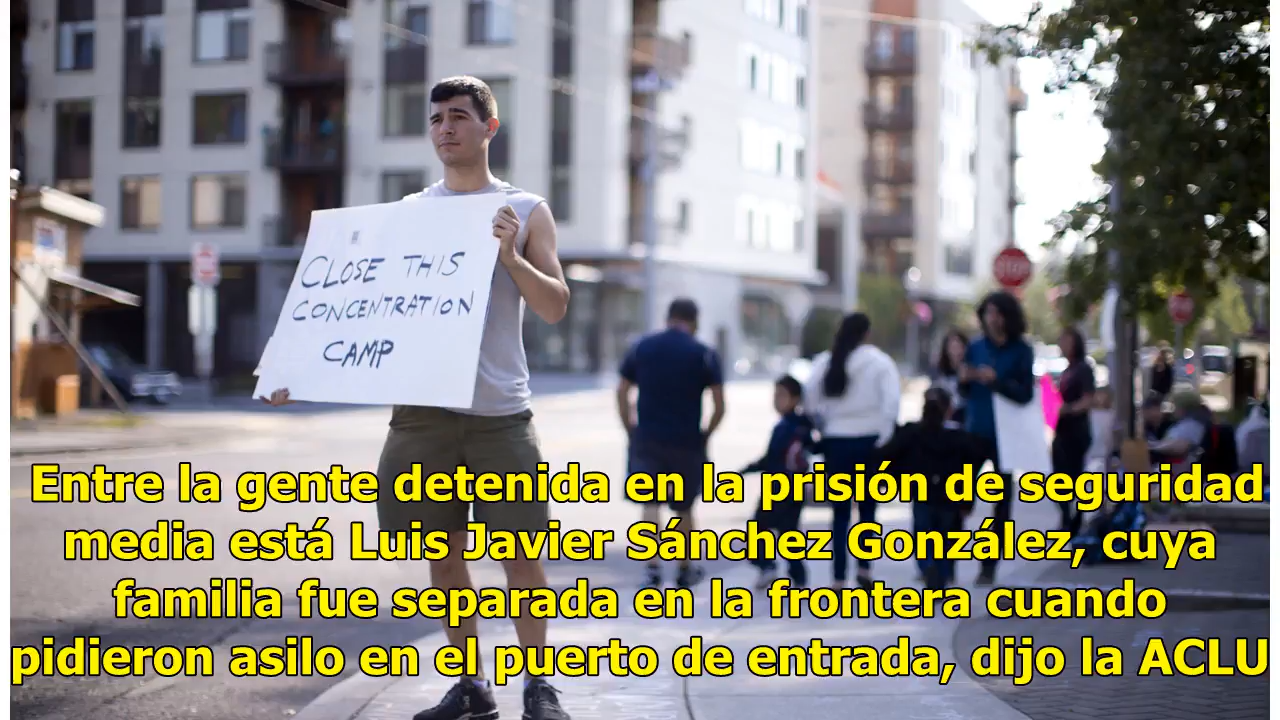 CLOSE THIS
CONCENTRATION
CAMP
STOP
Entre la gente detenida en la prisión de seguridad
media está Luis Javier Sánchez González, cuya
familia fue separada en la frontera cuando
pidieron asilo en el puerto de entrada, dijo la ACLU